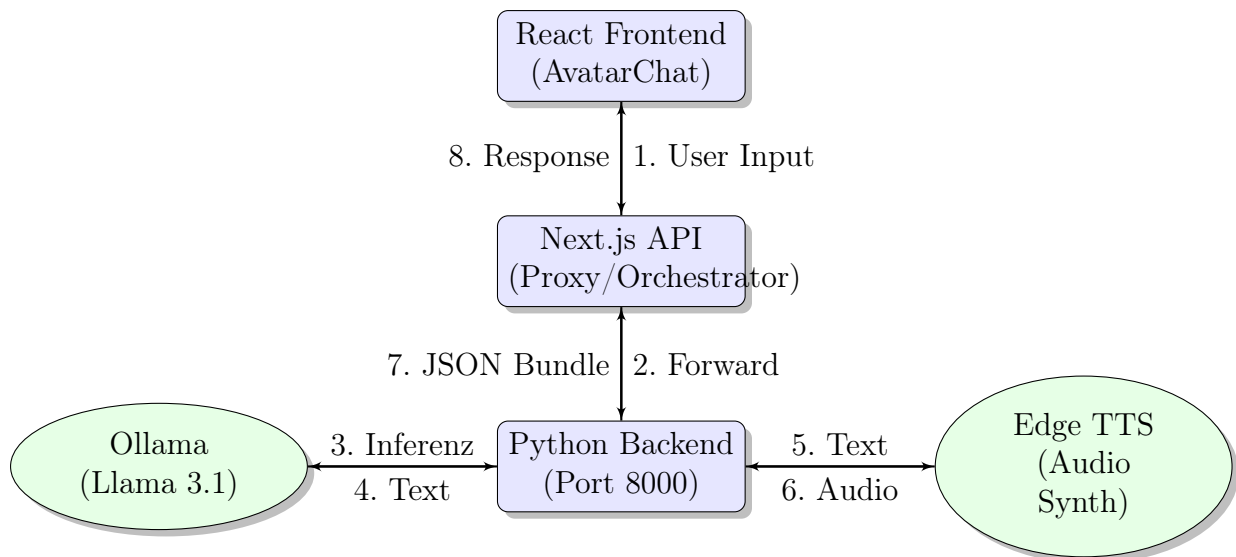 React Frontend
(AvatarChat)
8. Response
1. User Input
Next.js API
(Proxy/Orchestrator)
7. JSON Bundle
2. Forward
Ollama
(Llama 3.1)
3. Inferenz
4. Text
Python Backend
(Port 8000)
5. Text
6. Audio
Edge TTS
(Audio
Synth)